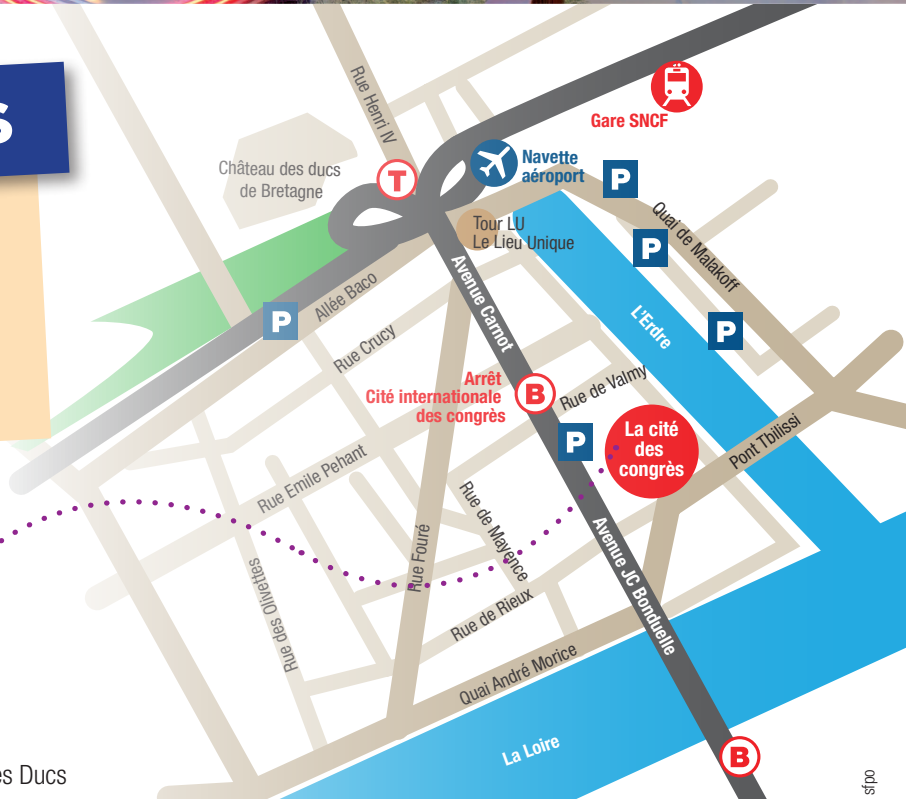 S
Rue Henri IV
Gare SNCF
Château des ducs
de Bretagne
T
Navette
aéroport
P
Tour LU
Le Lieu Unique
Quai de Malakoff
P
P
P
Allée Baco
Avenue Carnot
L'Erdre
Rue Crucy
Arrêt
Cité internationale
des congrès
B
Rue de Valmy
P
La cité
des
congrès
Pont Tbilissi
Rue Emile Pehant
Rue de Mayence
Rue Fouré
Avenue JC Bonduelle
Rue des Olivettes
Rue de Rieux
Quai André Morice
La Loire
B
es Ducs
sfpo